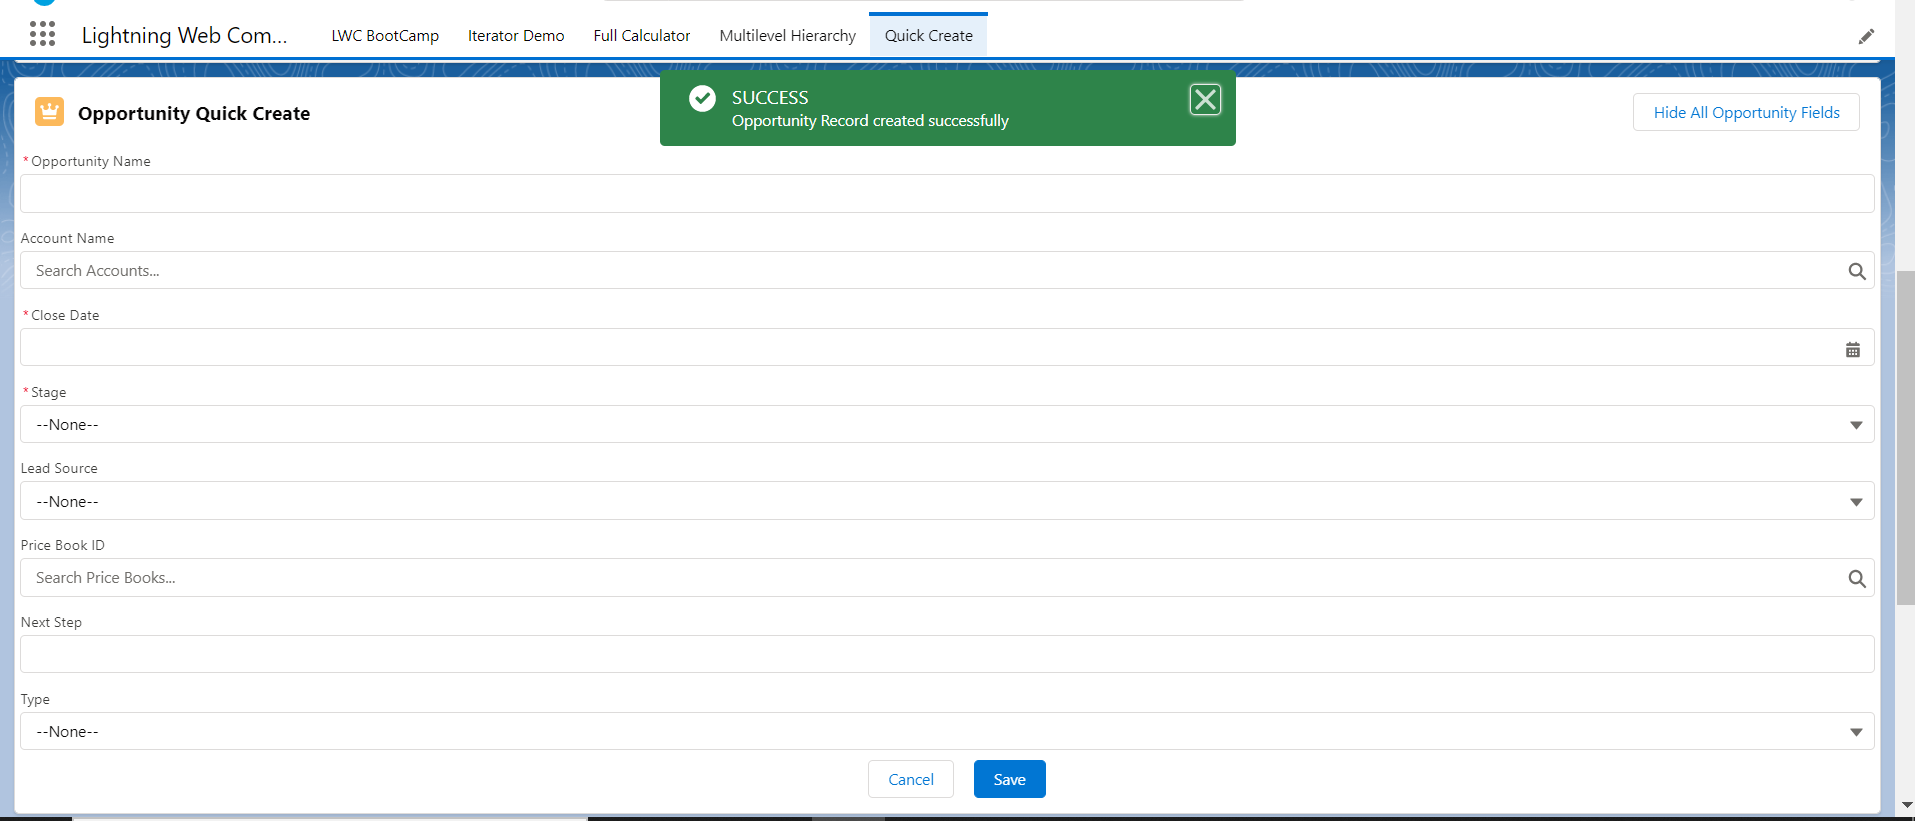 Lightning Web Com...
LWC BootCamp
Iterator Demo
Full Calculator
Multilevel Hierarchy
Quick Create
SUCCESS
Opportunity Record created successfully
Opportunity Quick Create
Hide All Opportunity Fields
*Opportunity Name
Account Name
Search Accounts...
*Close Date
*Stage
--None--
Lead Source
--None--
Price Book ID
Search Price Books...
Next Step
Type
--None--
Cancel
Save